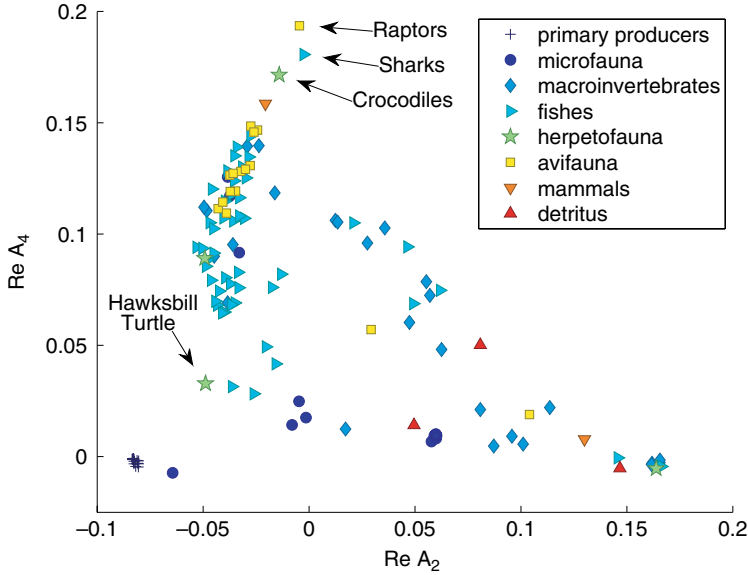 0.2
0.15
0.1
0.05
0
Re A4
Raptors
Sharks
Crocodiles
Hawksbill
Turtle
primary producers
microfauna
macroinvertebrates
fishes
herpetofauna
avifauna
mammals
detritus
−0.1 −0.05 0 0.05 0.1 0.15 0.2
Re A2